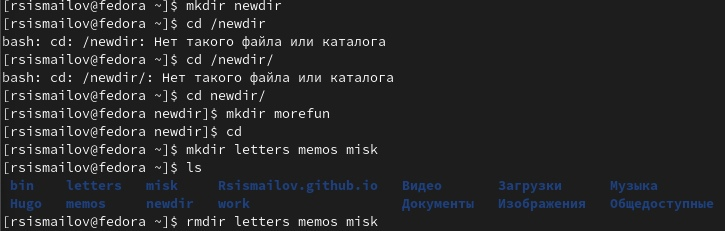 [rsismailov@fedora ~]$ mkdir newdir
[rsismailov@fedora ~]$ cd /newdir
bash: cd: /newdir: Нет такого файла или каталога
[rsismailov@fedora ~]$ cd /newdir/
bash: cd: /newdir/: Нет такого файла или каталога
[rsismailov@fedora ~]$ cd newdir/
[rsismailov@fedora newdir]$ mkdir morefun
[rsismailov@fedora newdir]$ cd
[rsismailov@fedora ~]$ mkdir letters memos misk
[rsismailov@fedora ~]$ ls
bin letters misk Rsismailov.github.io Видео Загрузки Музыка
Hugo memos newdir work Документы Изображения Общедоступные
[rsismailov@fedora ~]$ rmdir letters memos misk